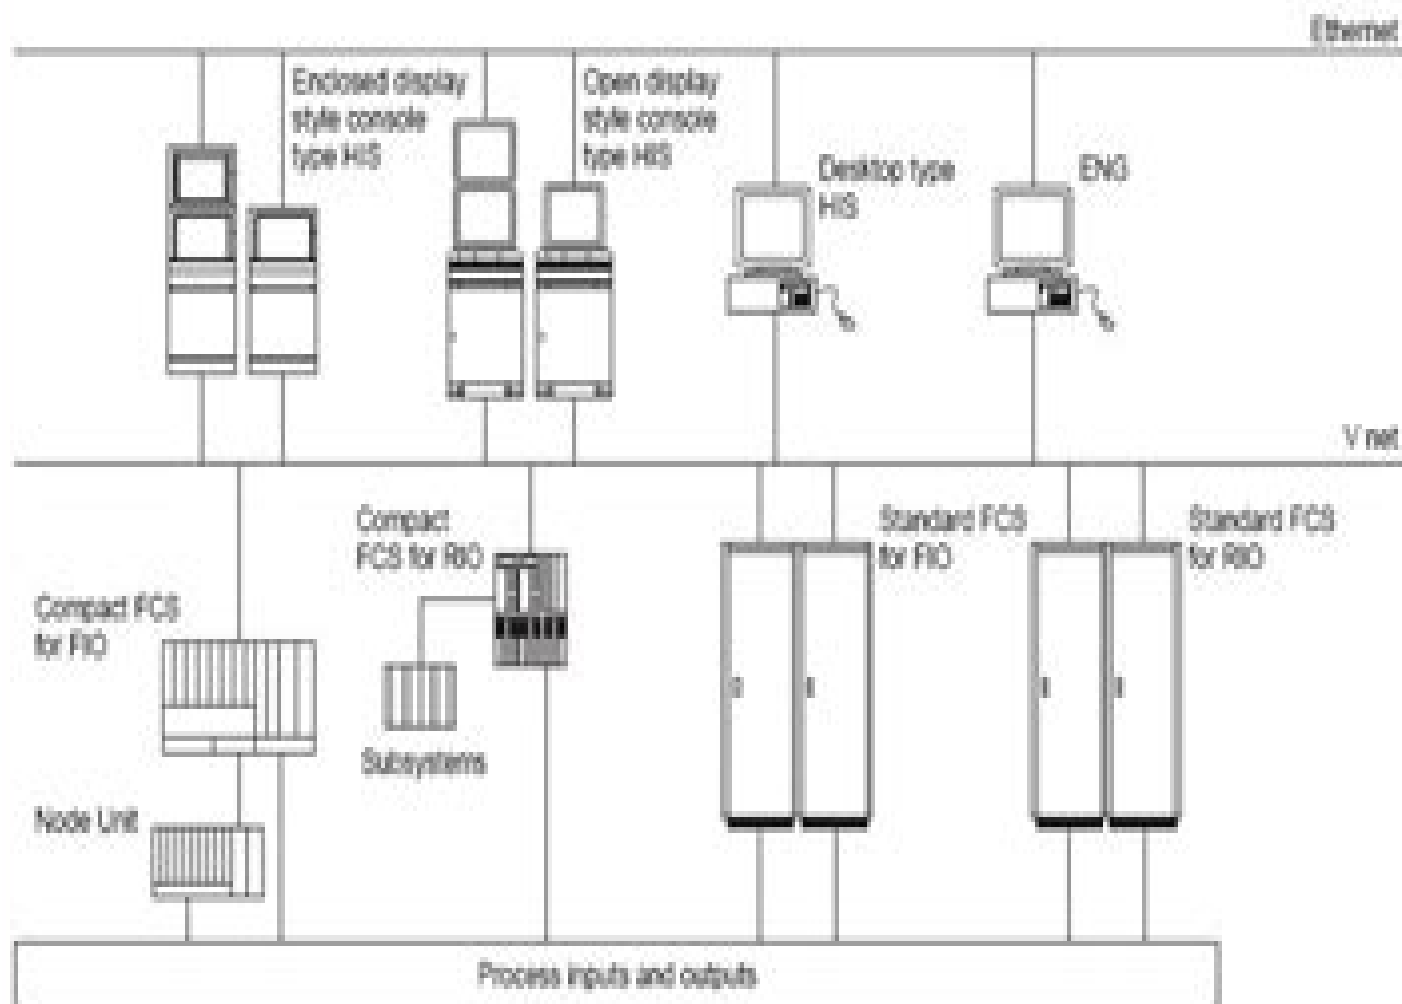 Ethernet
Enclosed display
style console
type HIS
Open display
style console
type HIS
Desktop type
HIS
ENG
V net
Compact
FCS for RIO
Standard FCS
for FIO
Standard FCS
for RIO
Compact FCS
for FIO
Subsystems
Node Unit
Process inputs and outputs